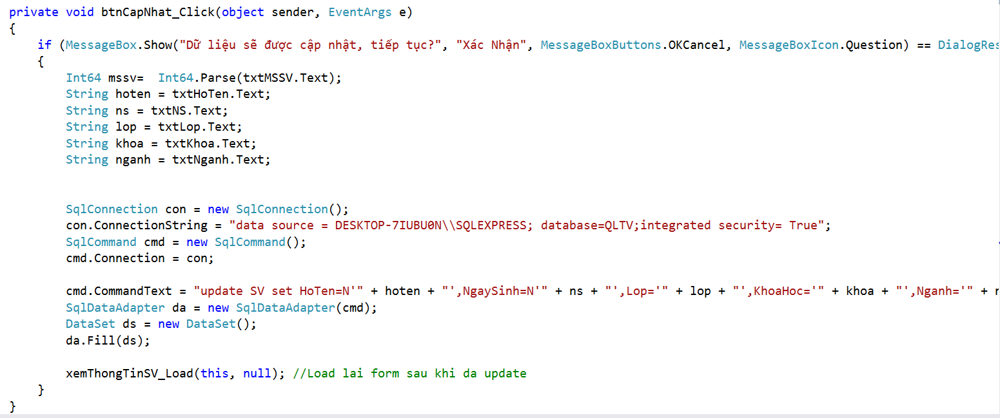 private void btnCapNhat_Click(object sender, EventArgs e)
{
if (MessageBox.Show("Dữ liệu sẽ được cập nhật, tiếp tục?", "Xác Nhận", MessageBoxButtons.OKCancel, MessageBoxIcon.Question) == DialogRes
{
Int64 mssv= Int64.Parse(txtMSSV.Text);
String hoten = txtHoTen.Text;
String ns = txtNS.Text;
String lop = txtLop.Text;
String khoa = txtKhoa.Text;
String nganh = txtNganh.Text;
SqlConnection con = new SqlConnection();
con.ConnectionString = "data source = DESKTOP-7IUBU0N\\SQLEXPRESS; database=QLTV;integrated security= True";
SqlCommand cmd = new SqlCommand();
cmd.Connection = con;
cmd.CommandText = "update SV set HoTen=N'" + hoten + "',NgaySinh=N'" + ns + "',Lop='" + lop + "',KhoaHoc='" + khoa + "',Nganh='" +
SqlDataAdapter da = new SqlDataAdapter(cmd);
DataSet ds = new DataSet();
da.Fill(ds);
xemThongTinSV_Load(this, null); //Load lai form sau khi da update
}
}